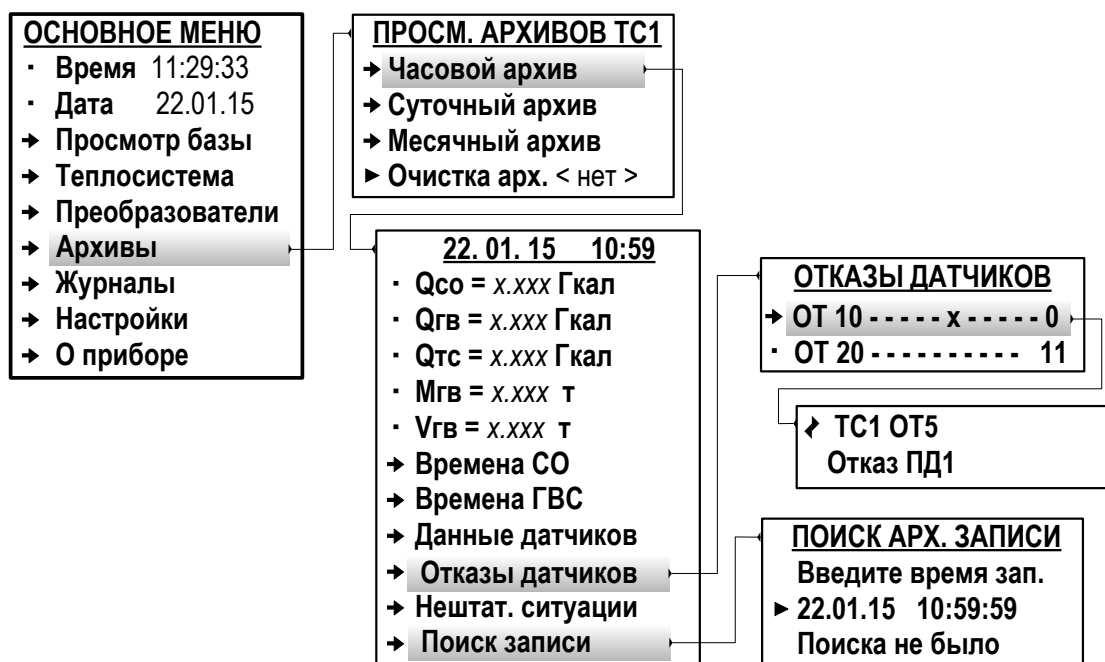 ОСНОВНОЕ МЕНЮ
· Время 11:29:33
· Дата 22.01.15
➔ Просмотр базы
➔ Теплосистема
➔ Преобразователи
➔ Архивы
➔ Журналы
➔ Настройки
➔ О приборе
ПРОСМ. АРХИВОВ ТС1
➔ Часовой архив
➔ Суточный архив
➔ Месячный архив
► Очистка арх. < нет >
22. 01. 15 10:59
· Qсо = x.xxx Гкал
· Qгв = x.xxx Гкал
· Qтс = x.xxx Гкал
· Mгв = x.xxx т
· Vгв = x.xxx т
➔ Времена СО
➔ Времена ГВС
➔ Данные датчиков
➔ Отказы датчиков
➔ Нештат. ситуации
➔ Поиск записи
ОТКАЗЫ ДАТЧИКОВ
➔ ОТ 10 - - - - - x - - - - - 0
· ОТ 20 - - - - - - - - - - 11
ТС1 ОТ5
Отказ ПД1
ПОИСК АРХ. ЗАПИСИ
Введите время зап.
► 22.01.15 10:59:59
Поиска не было